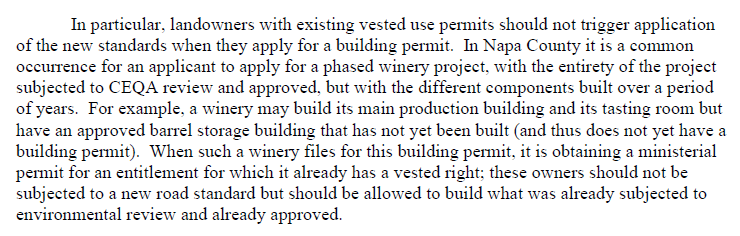 In particular, landowners with existing vested use permits should not trigger application
of the new standards when they apply for a building permit.  In Napa County it is a common
occurrence for an applicant to apply for a phased winery project, with the entirety of the project
subjected to CEQA review and approved, but with the different components built over a period
of years.  For example, a winery may build its main production building and its tasting room but
have an approved barrel storage building that has not yet been built (and thus does not yet have a
building permit).  When such a winery files for this building permit, it is obtaining a ministerial
permit for an entitlement for which it already has a vested right; these owners should not be
subjected to a new road standard but should be allowed to build what was already subjected to
environmental review and already approved.